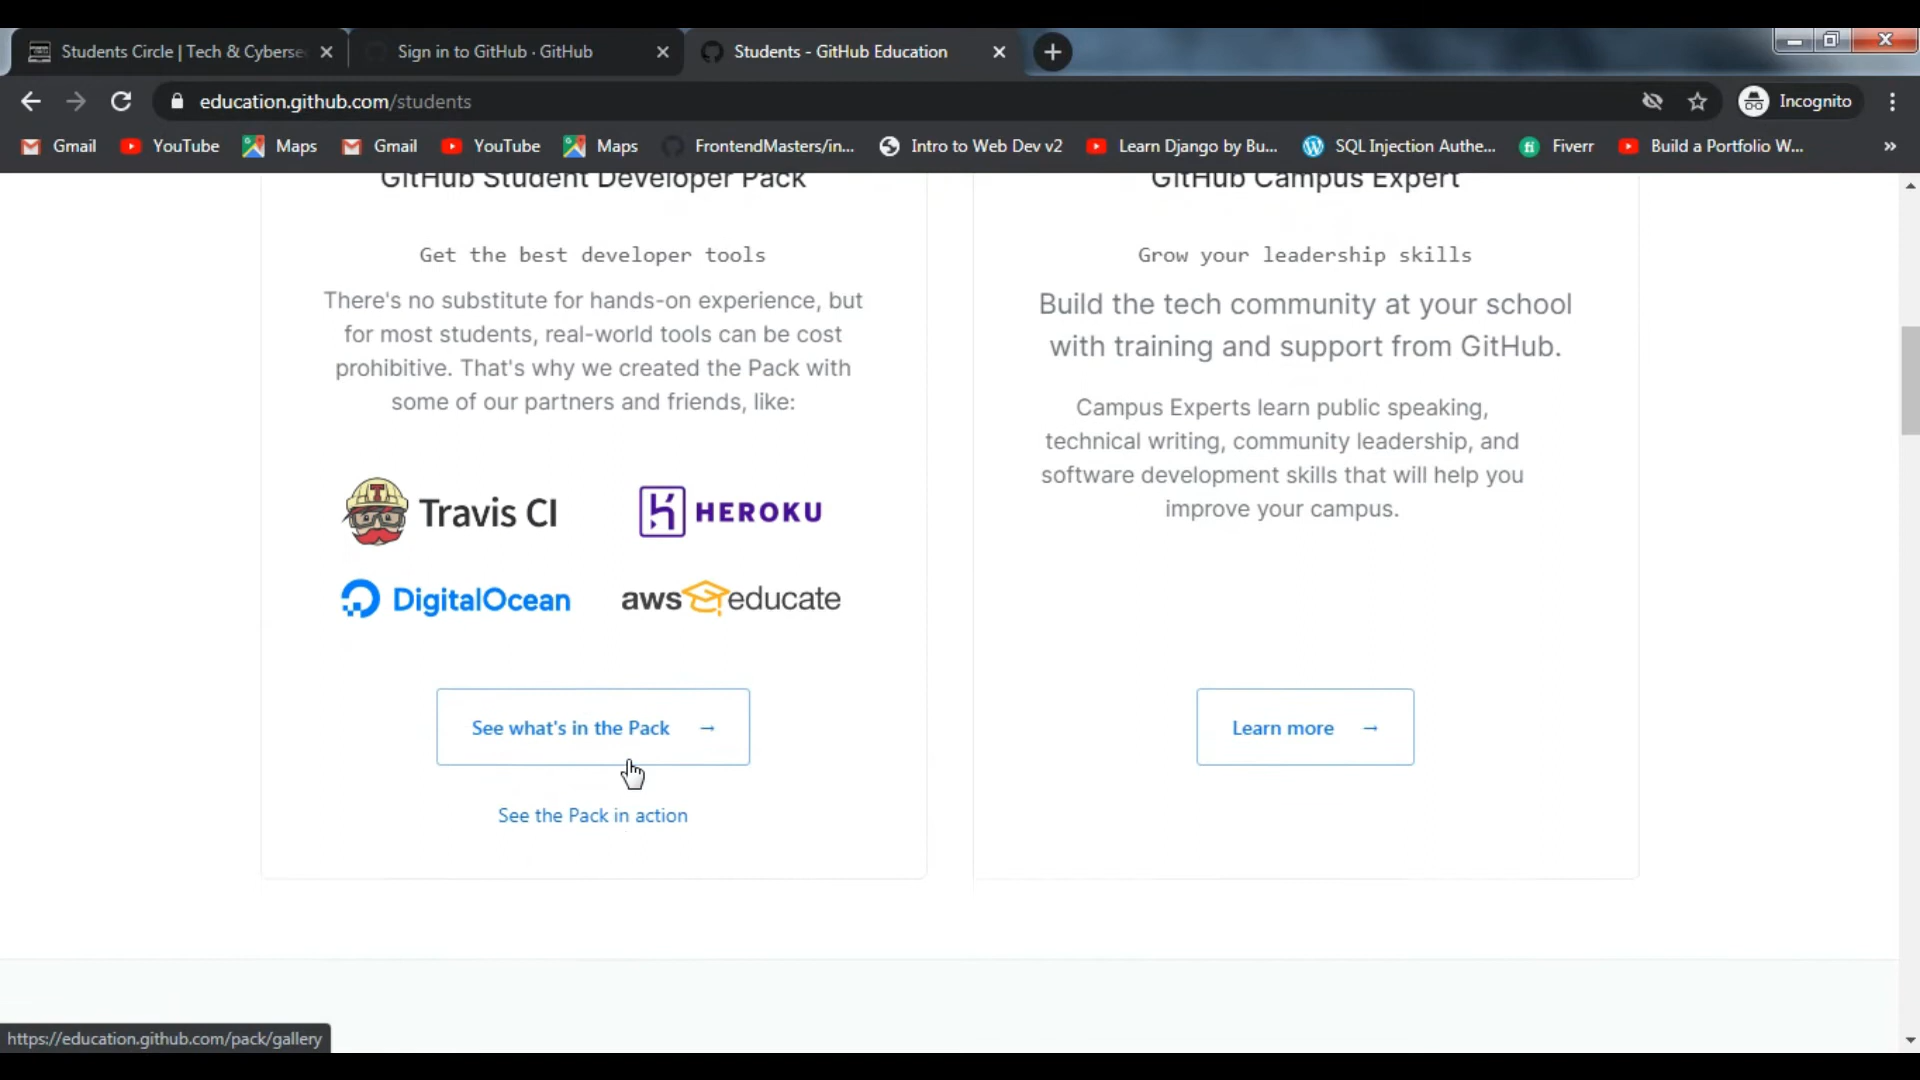 Students Circle | Tech & Cyberse
Sign in to GitHub · GitHub
Students - GitHub Education
education.github.com/students
Incognito
Gmail
YouTube
Maps
Gmail
YouTube
Maps
FrontendMasters/in...
Intro to Web Dev v2
Learn Django by Bu...
SQL Injection Authe...
Fiverr
Build a Portfolio W...
»
GitHub Student Developer Pack
Get the best developer tools
There's no substitute for hands-on experience, but
for most students, real-world tools can be cost
prohibitive. That's why we created the Pack with
some of our partners and friends, like:
Travis CI
HEROKU
DigitalOcean
aws educate
See what's in the Pack →
See the Pack in action
GitHub Campus Expert
Grow your leadership skills
Build the tech community at your school
with training and support from GitHub.
Campus Experts learn public speaking,
technical writing, community leadership, and
software development skills that will help you
improve your campus.
Learn more →
https://education.github.com/pack/gallery